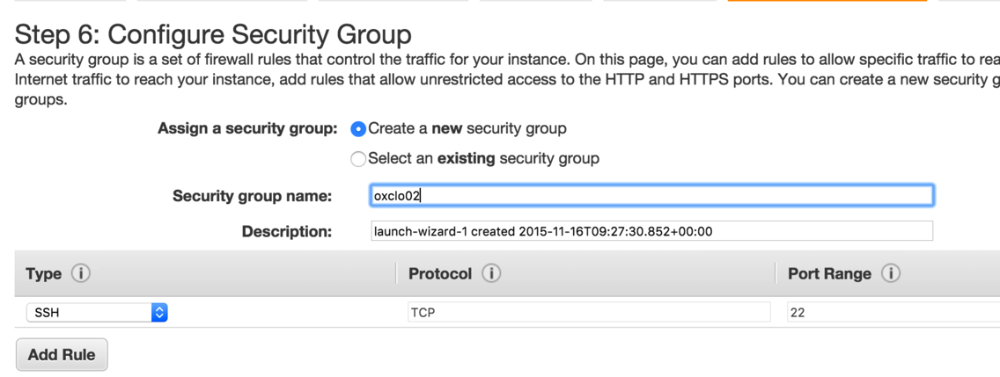 Step 6: Configure Security Group
A security group is a set of firewall rules that control the traffic for your instance. On this page, you can add rules to allow specific traffic to rea
Internet traffic to reach your instance, add rules that allow unrestricted access to the HTTP and HTTPS ports. You can create a new security g
groups.
Assign a security group: Create a new security group
Select an existing security group
Security group name: oxclo02
Description: launch-wizard-1 created 2015-11-16T09:27:30.852+00:00
Type i Protocol i Port Range i
SSH TCP 22
Add Rule